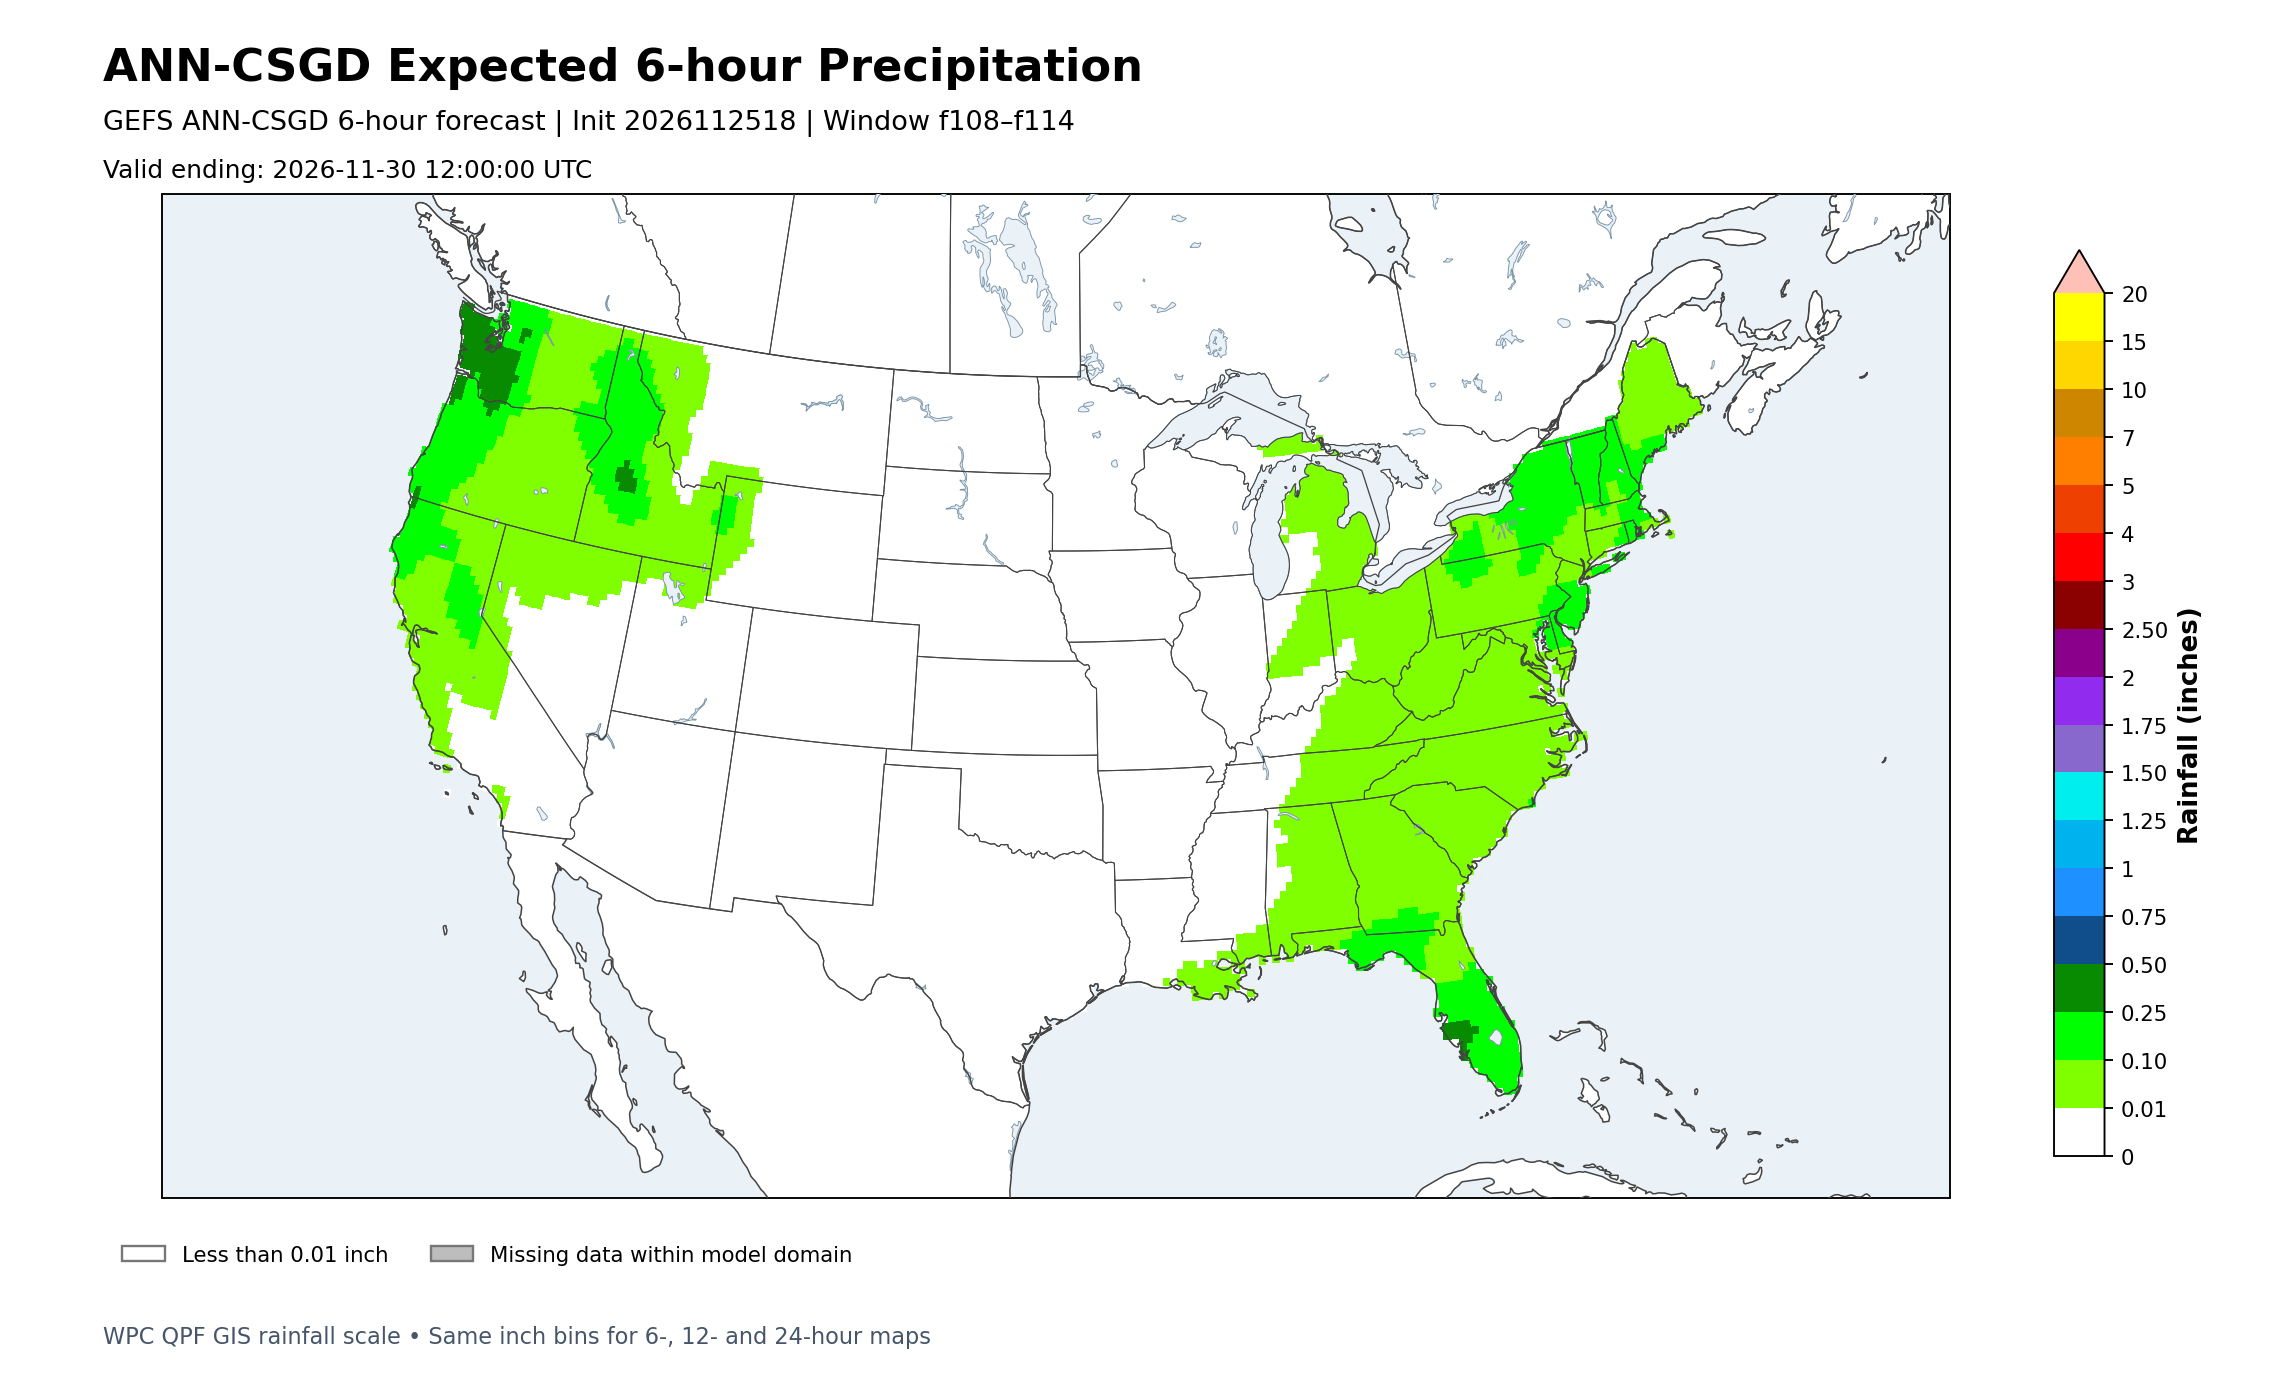 ANN-CSGD Expected 6-hour Precipitation
GEFS ANN-CSGD 6-hour forecast | Init 2026112518 | Window f108–f114
Valid ending: 2026-11-30 12:00:00 UTC
20
15
10
7
5
4
3
2.50
2
1.75
1.50
1.25
1
0.75
0.50
0.25
0.10
0.01
0
Rainfall (inches)
Less than 0.01 inch
Missing data within model domain
WPC QPF GIS rainfall scale • Same inch bins for 6-, 12- and 24-hour maps